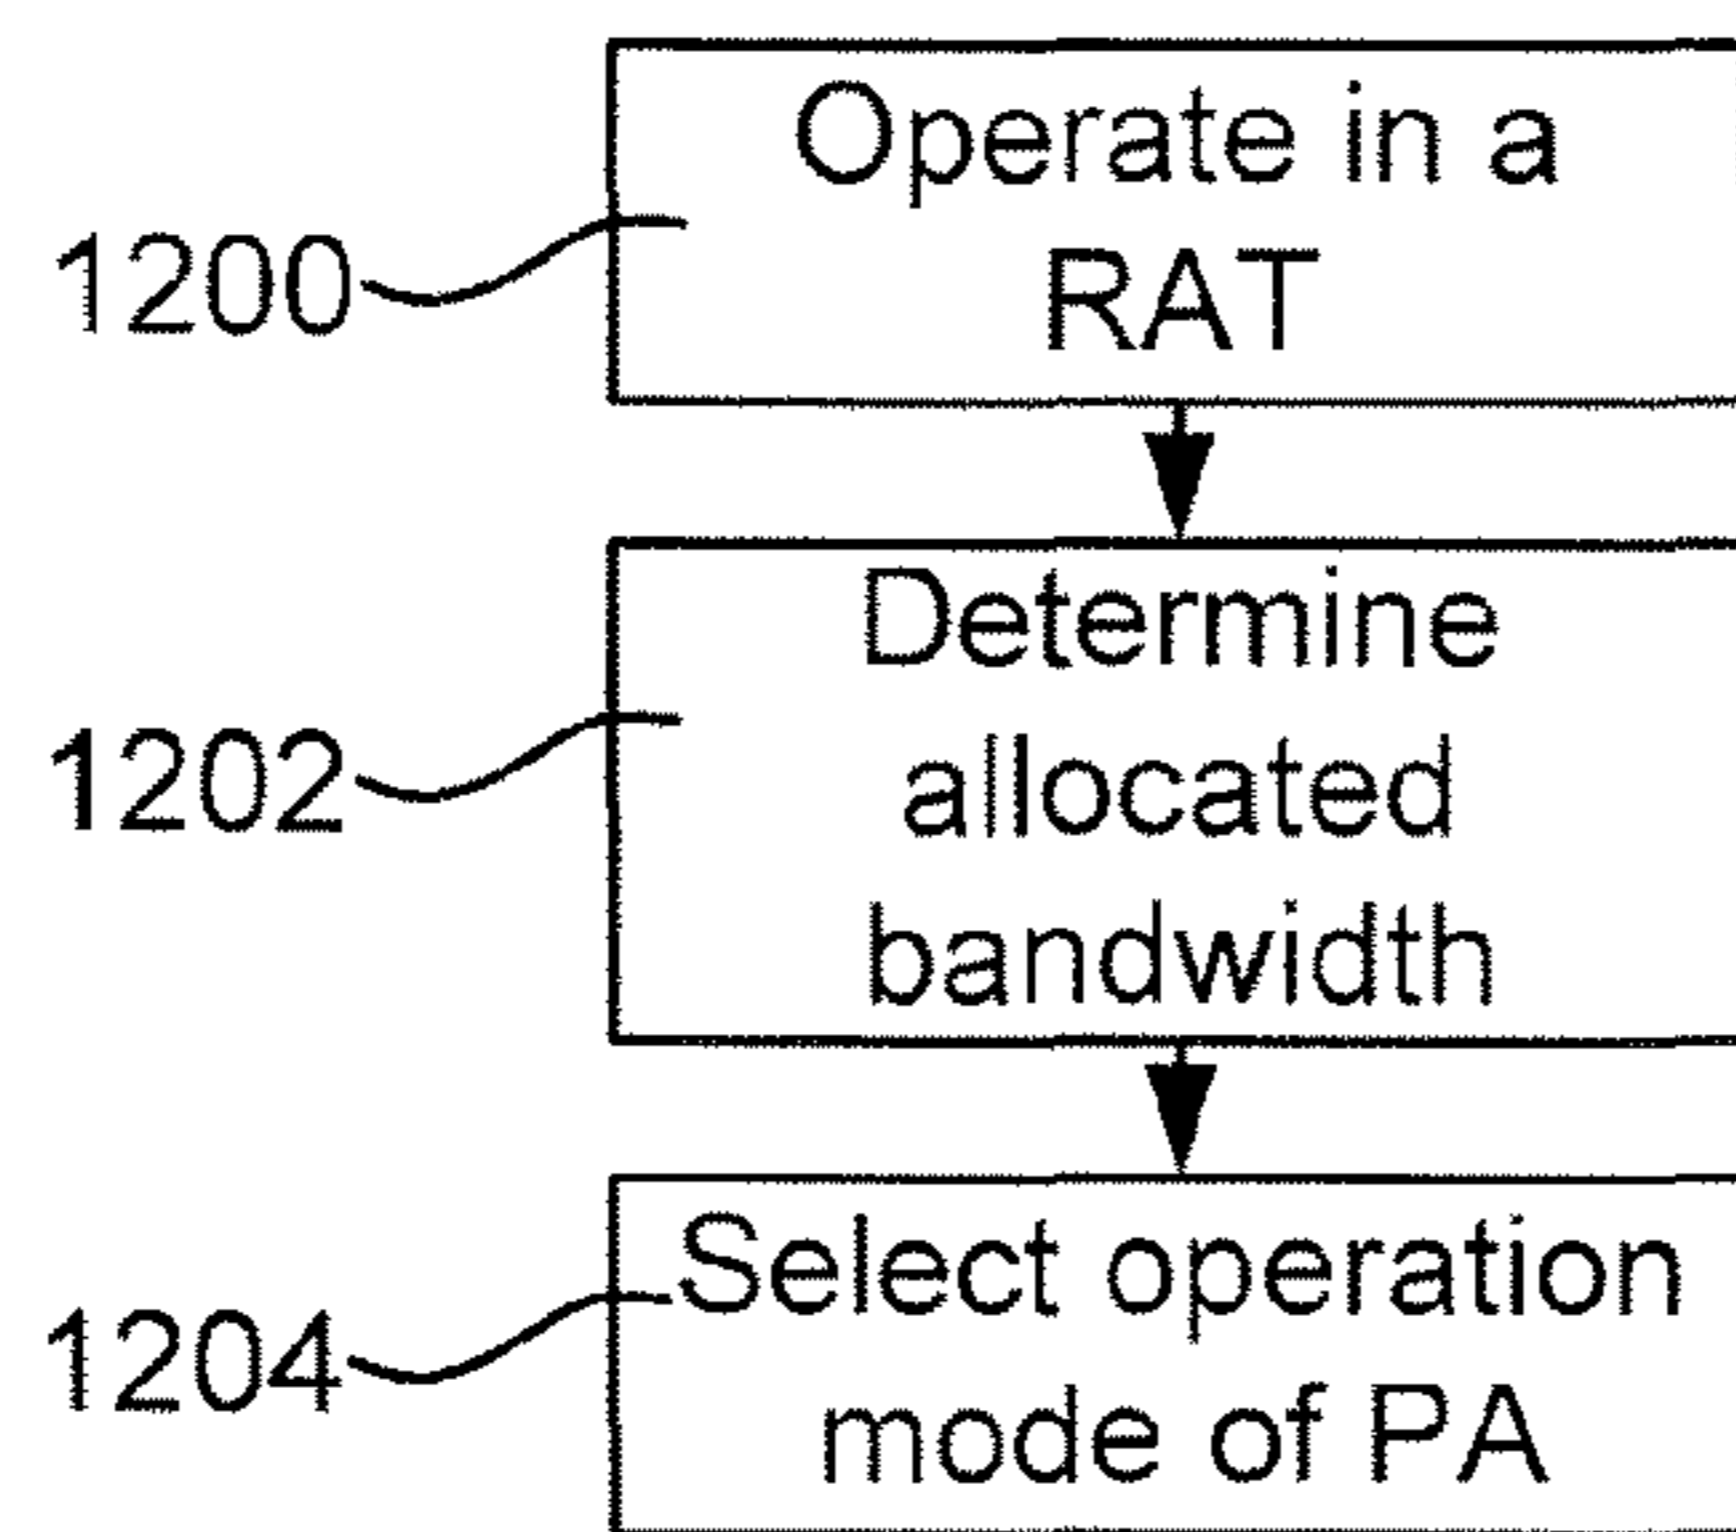 Operate in a
RAT
1200
Determine
allocated
bandwidth
1202
Select operation
mode of PA
1204